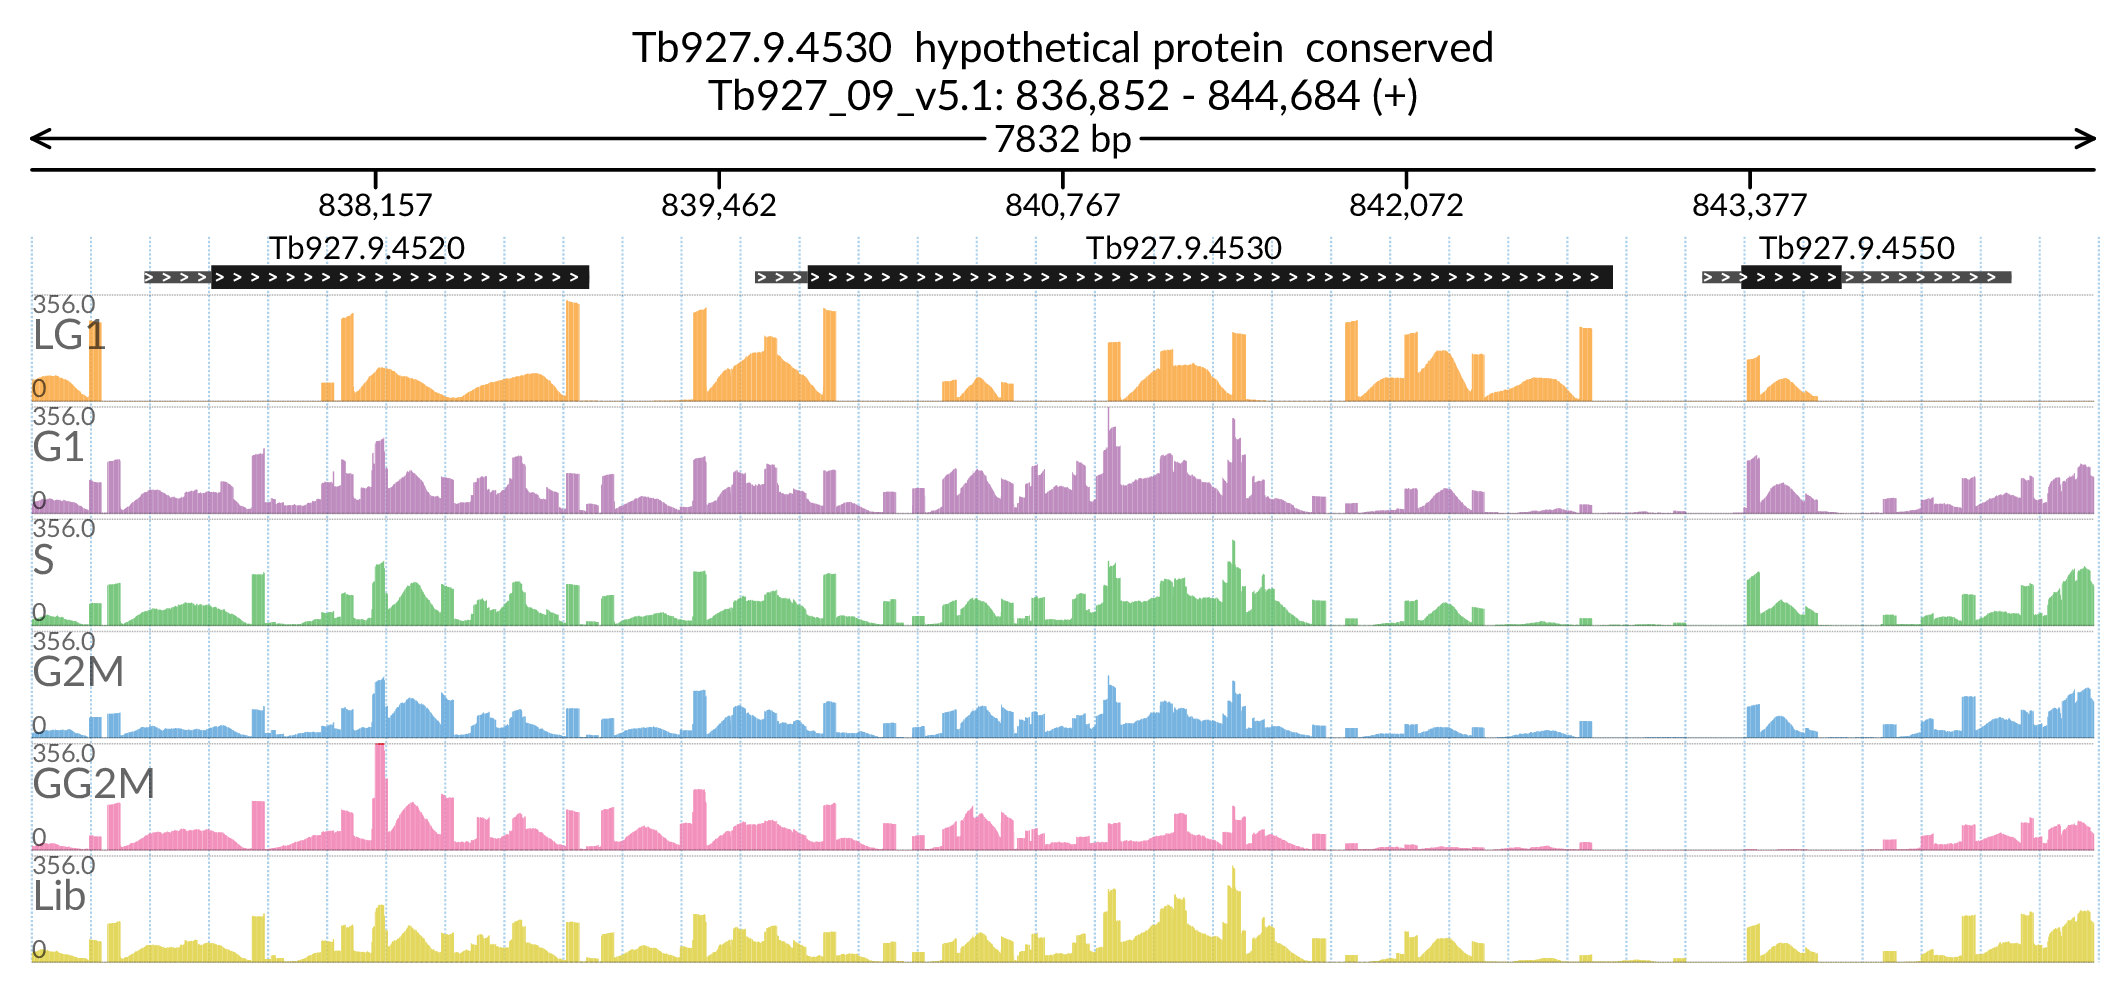 Tb927.9.4530 hypothetical protein conserved
Tb927_09_v5.1: 836,852 - 844,684 (+)
7832 bp
838,157 839,462 840,767 842,072 843,377
Tb927.9.4520 Tb927.9.4530 Tb927.9.4550
356.0
LG1
0
356.0
G1
0
356.0
S
0
356.0
G2M
0
356.0
GG2M
0
356.0
Lib
0